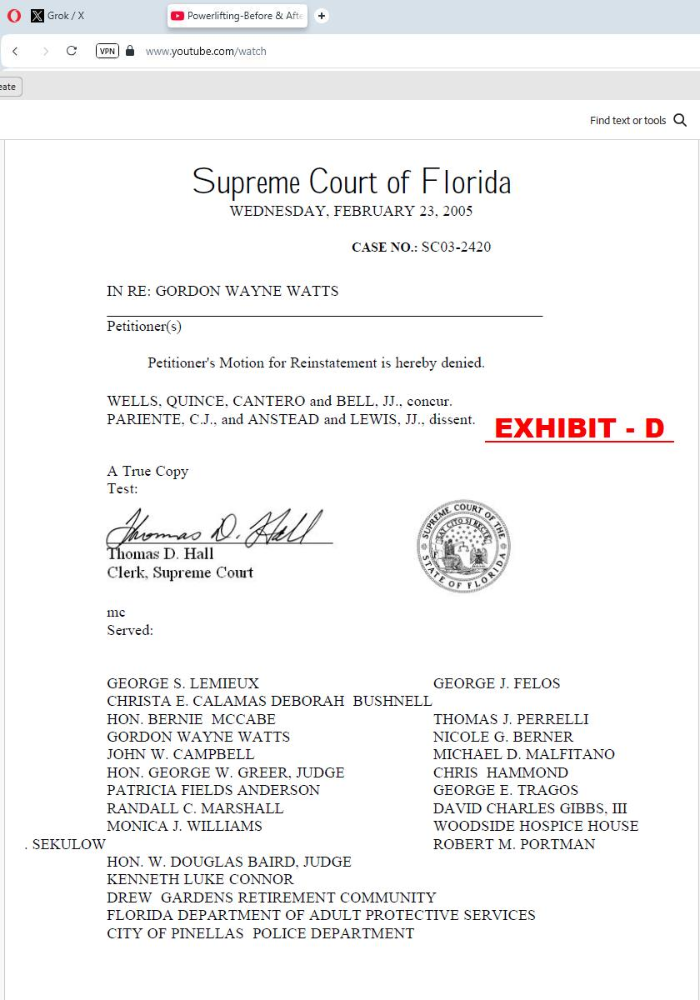 Grok / X
Powerlifting-Before & Afte
VPN
www.youtube.com/watch
eate
Find text or tools
Supreme Court of Florida
WEDNESDAY, FEBRUARY 23, 2005
CASE NO.: SC03-2420
IN RE: GORDON WAYNE WATTS
Petitioner(s)
Petitioner's Motion for Reinstatement is hereby denied.
WELLS, QUINCE, CANTERO and BELL, JJ., concur.
PARIENTE, C.J., and ANSTEAD and LEWIS, JJ., dissent.
EXHIBIT - D
A True Copy
Test:
Thomas D. Hall
SUPREME COURT OF THE
SAT CITO SI RECTE
STATE OF FLORIDA
Thomas D. Hall
Clerk, Supreme Court
mc
Served:
GEORGE S. LEMIEUX GEORGE J. FELOS
CHRISTA E. CALAMAS DEBORAH BUSHNELL
HON. BERNIE MCCABE THOMAS J. PERRELLI
GORDON WAYNE WATTS NICOLE G. BERNER
JOHN W. CAMPBELL MICHAEL D. MALFITANO
HON. GEORGE W. GREER, JUDGE CHRIS HAMMOND
PATRICIA FIELDS ANDERSON GEORGE E. TRAGOS
RANDALL C. MARSHALL DAVID CHARLES GIBBS, III
MONICA J. WILLIAMS WOODSIDE HOSPICE HOUSE
. SEKULOW ROBERT M. PORTMAN
HON. W. DOUGLAS BAIRD, JUDGE
KENNETH LUKE CONNOR
DREW GARDENS RETIREMENT COMMUNITY
FLORIDA DEPARTMENT OF ADULT PROTECTIVE SERVICES
CITY OF PINELLAS POLICE DEPARTMENT